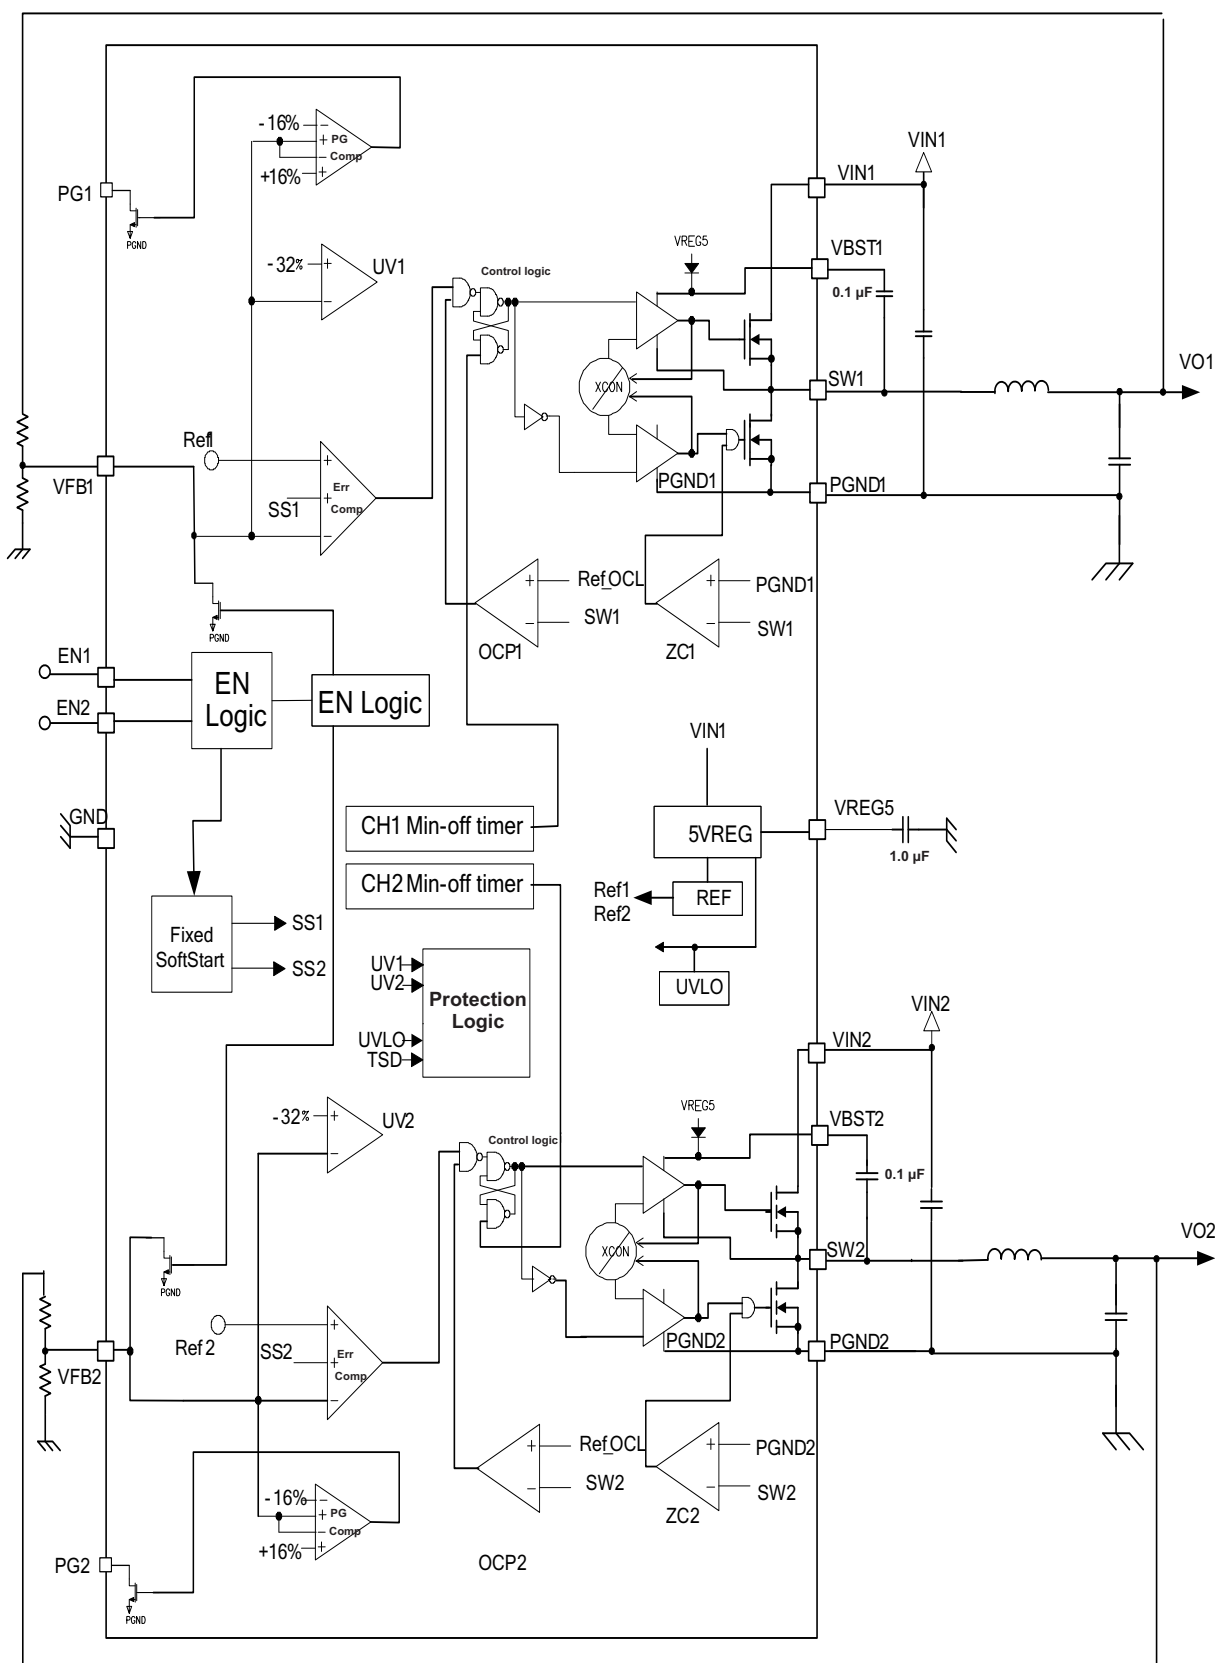 -16%
PG
Comp
+16%
PG1
PGND
VIN1
VIN1
VREG5
VBST1
-32%
UV1
Control logic
0.1 µF
XCON
SW1
VO1
Ref1
VFB1
Err
Comp
SS1
PGND1
PGND1
Ref_OCL
PGND1
SW1
SW1
OCP1
ZC1
PGND
EN1
EN2
EN
Logic
EN Logic
VIN1
GND
CH1 Min-off timer
5VREG
VREG5
1.0 µF
CH2 Min-off timer
Ref1
Ref2
REF
Fixed
SoftStart
SS1
SS2
UV1
UV2
UVLO
TSD
Protection
Logic
UVLO
VIN2
VIN2
VREG5
VBST2
-32%
UV2
Control logic
0.1 µF
XCON
SW2
VO2
PGND
Ref 2
SS2
Err
Comp
PGND2
PGND2
VFB2
Ref_OCL
PGND2
SW2
SW2
ZC2
-16%
PG
Comp
+16%
OCP2
PG2
PGND